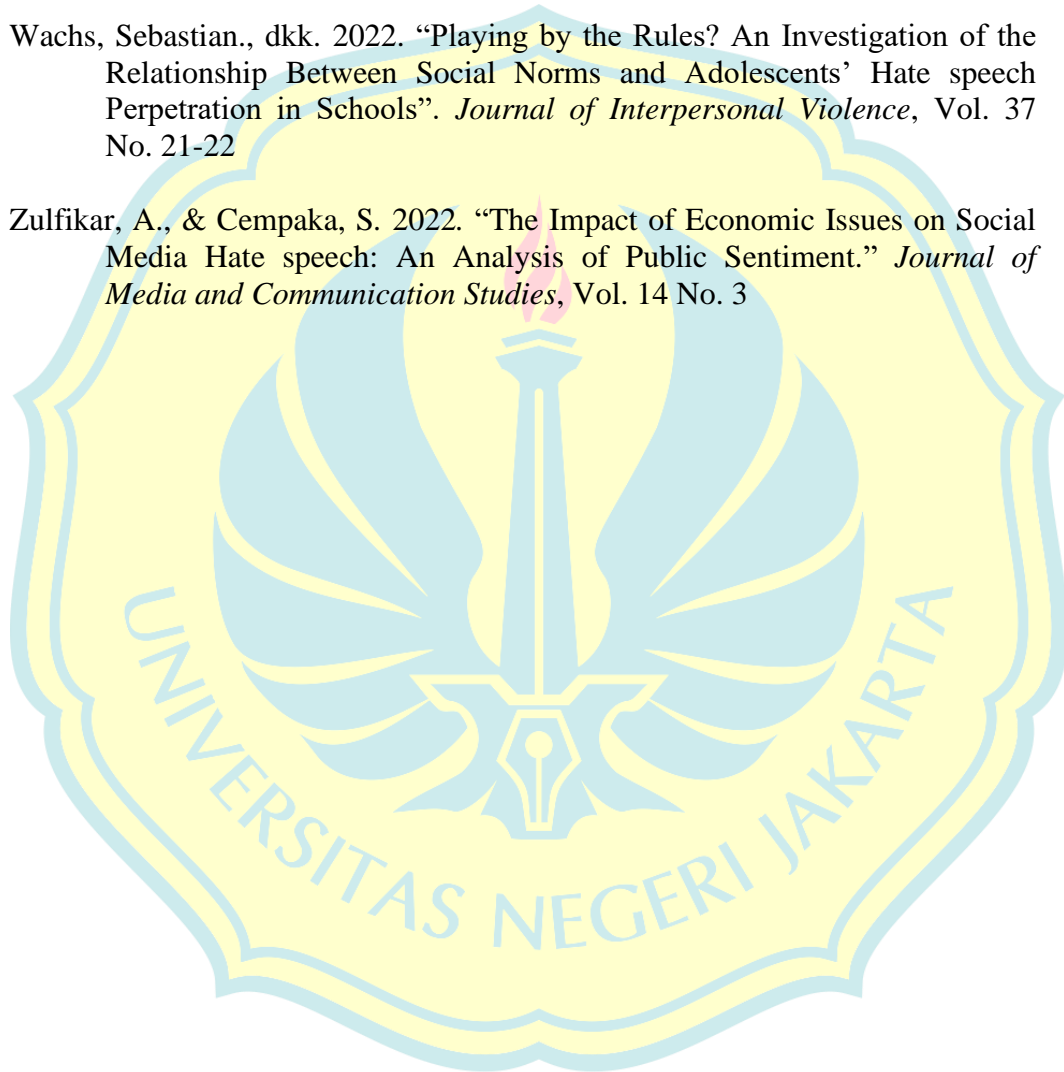 Wachs, Sebastian., dkk. 2022. “Playing by the Rules? An Investigation of the
Relationship Between Social Norms and Adolescents’ Hate speech
Perpetration in Schools”. Journal of Interpersonal Violence, Vol. 37
No. 21-22
Zulfikar, A., & Cempaka, S. 2022. “The Impact of Economic Issues on Social
Media Hate speech: An Analysis of Public Sentiment.” Journal of
Media and Communication Studies, Vol. 14 No. 3
UNIVERSITAS NEGERI JAKARTA